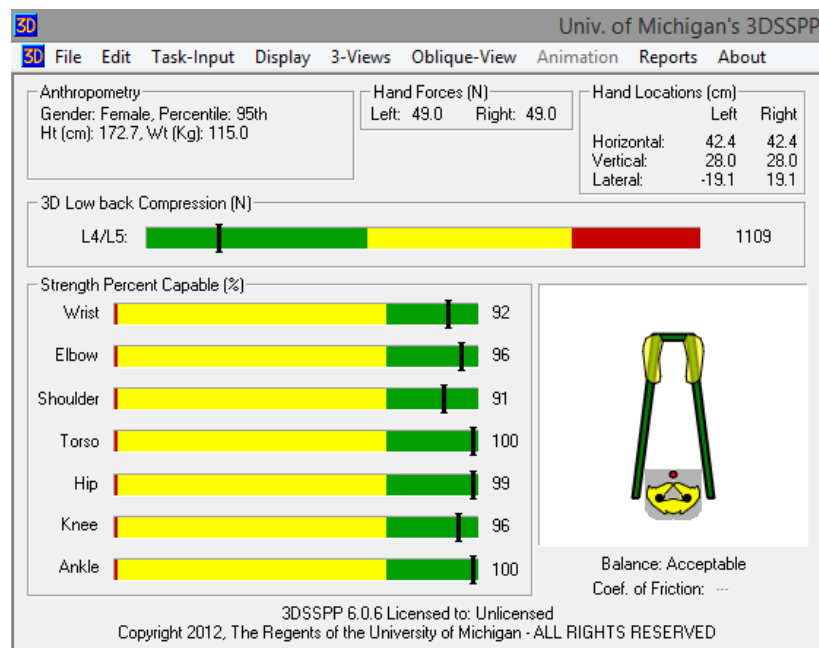 3D Univ. of Michigan's 3DSSPP
3D File Edit Task-Input Display 3-Views Oblique-View Animation Reports About
Anthropometry
Gender: Female, Percentile: 95th
Ht (cm): 172.7, Wt (Kg): 115.0
Hand Forces (N)
Left: 49.0 Right: 49.0
Hand Locations (cm)
Left Right
Horizontal: 42.4 42.4
Vertical: 28.0 28.0
Lateral: -19.1 19.1
3D Low back Compression (N)
L4/L5: 1109
Strength Percent Capable (%)
Wrist 92
Elbow 96
Shoulder 91
Torso 100
Hip 99
Knee 96
Ankle 100
Balance: Acceptable
Coef. of Friction: ---
3DSSPP 6.0.6 Licensed to: Unlicensed
Copyright 2012, The Regents of the University of Michigan - ALL RIGHTS RESERVED